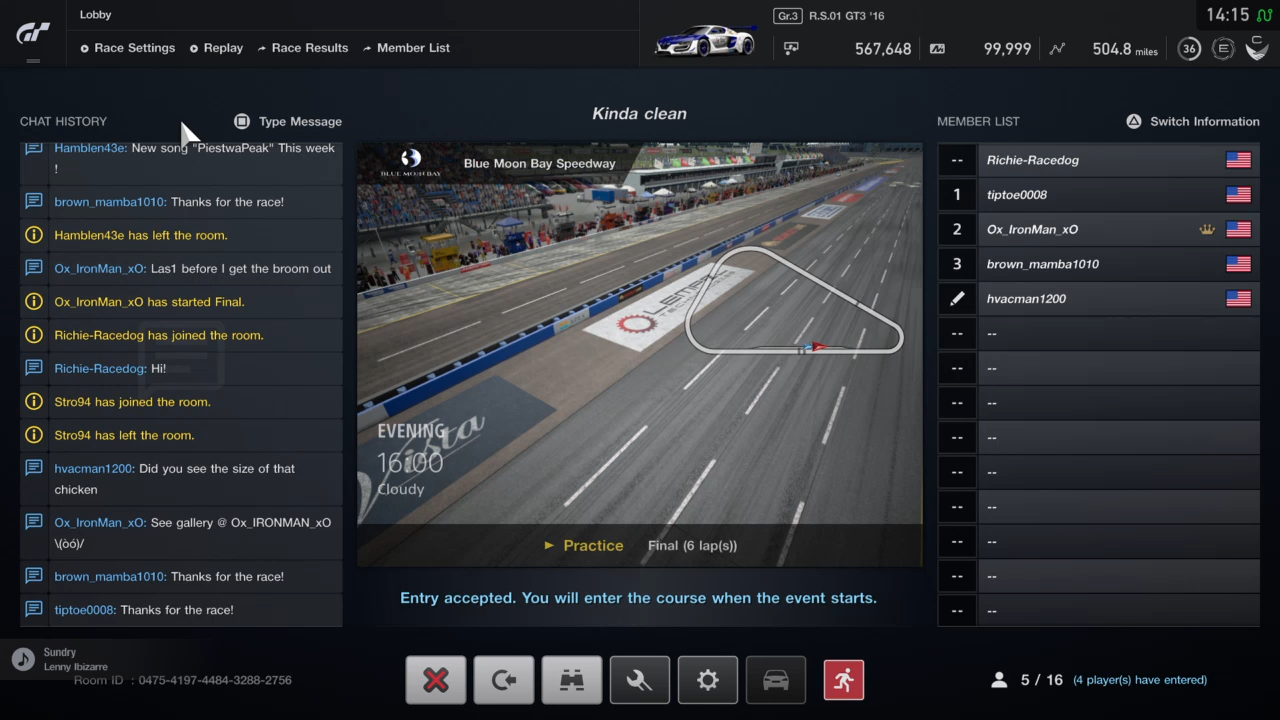 Lobby
Race Settings
Replay
Race Results
Member List
Gr.3 R.S.01 GT3 '16
14:15
567,648
99,999
504.8 miles
36
E
C
CHAT HISTORY
Type Message
Hamblen43e: New song "PiestwaPeak" This week
!
brown_mamba1010: Thanks for the race!
Hamblen43e has left the room.
Ox_IronMan_xO: Las1 before I get the broom out
Ox_IronMan_xO has started Final.
Richie-Racedog has joined the room.
Richie-Racedog: Hi!
Stro94 has joined the room.
Stro94 has left the room.
hvacman1200: Did you see the size of that
chicken
Ox_IronMan_xO: See gallery @ Ox_IRONMAN_xO
\(òó)/
brown_mamba1010: Thanks for the race!
tiptoe0008: Thanks for the race!
Kinda clean
BLUE MOON BAY
Blue Moon Bay Speedway
EVENING
16:00
Cloudy
Practice
Final (6 lap(s))
Entry accepted. You will enter the course when the event starts.
MEMBER LIST
Switch Information
-- Richie-Racedog
1 tiptoe0008
2 Ox_IronMan_xO
3 brown_mamba1010
hvacman1200
-- --
-- --
-- --
-- --
-- --
-- --
-- --
-- --
-- --
Sundry
Lenny Ibizarre
Room ID : 0475-4197-4484-3288-2756
5 / 16 (4 player(s) have entered)